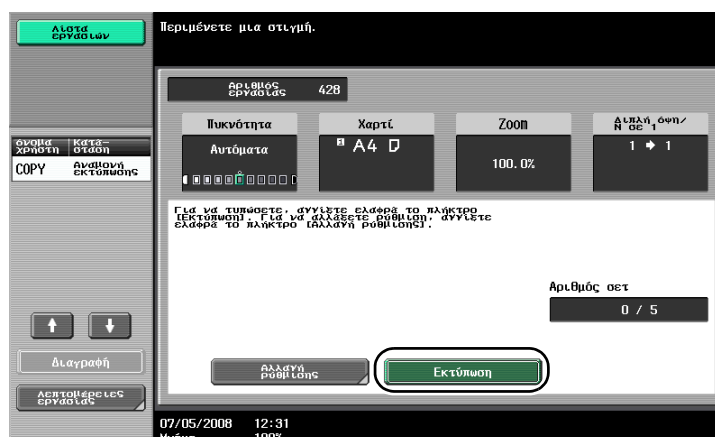 Λίστα
εργασιών
Περιμένετε μια στιγμή.
Αριθμός
εργασίας
428
Πυκνότητα
Χαρτί
Zoom
Διπλή όψη/
N σε 1
Αυτόματα
A4
100.0%
1 → 1
όνομα
χρήστη
Κατά-
σταση
COPY
Αναμονή
εκτύπωσης
Για να τυπώσετε, αγγίξτε ελαφρά το πλήκτρο
[Εκτύπωση]. Για να αλλάξετε ρύθμιση, αγγίξτε
ελαφρά το πλήκτρο [Αλλαγή ρύθμισης].
Αριθμός σετ
0 / 5
Διαγραφή
Λεπτομέρειες
εργασίας
Αλλαγή
ρύθμισης
Εκτύπωση
07/05/2008 12:31
Μνήμη 100%